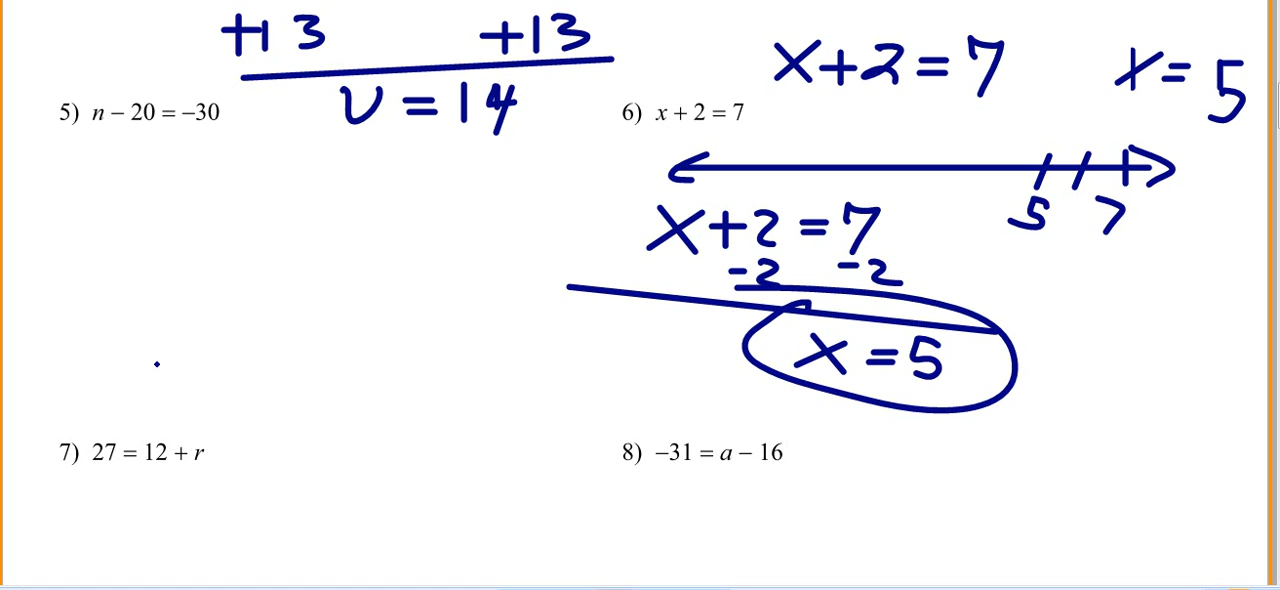 +13 +13
v = 14
5) n – 20 = –30
x+2=7 x=5
6) x + 2 = 7
5 7
x+2=7
-2 -2
x=5
7) 27 = 12 + r
8) –31 = a – 16